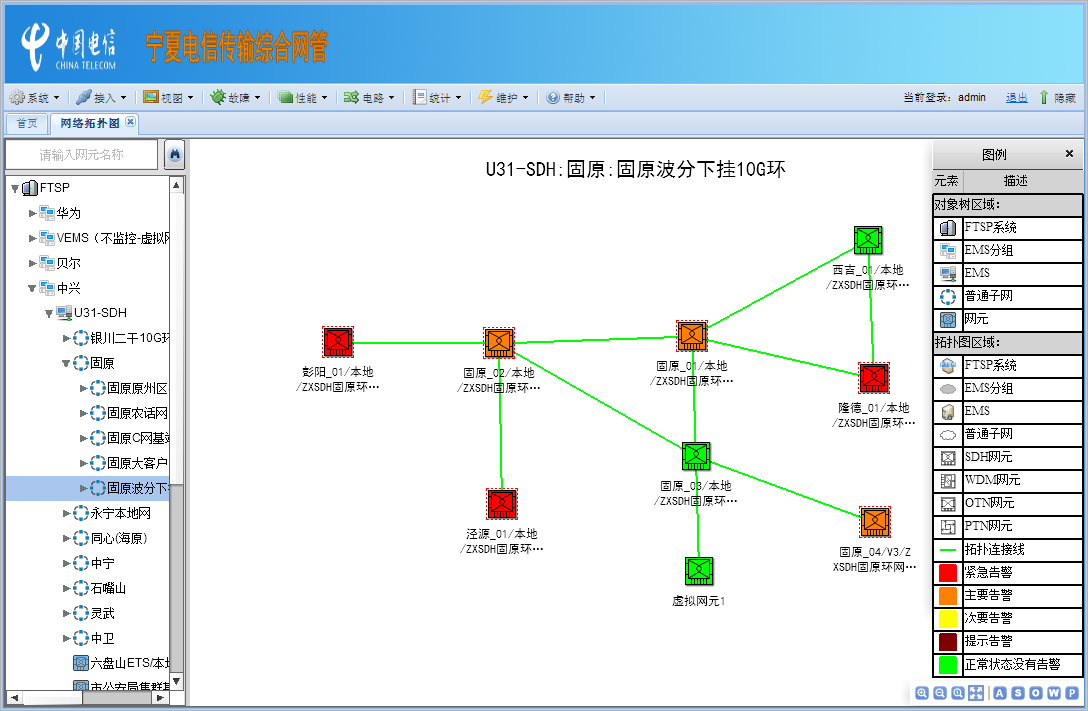 中国电信
CHINA TELECOM
宁夏电信传输综合网管
系统 接入 视图 故障 性能 电路 统计 维护 帮助
当前登录: admin 退出 隐藏
首页 网络拓扑图
请输入网元名称
FTSP
华为
VEMS（不监控-虚拟网
贝尔
中兴
U31-SDH
银川二干10G环
固原
固原原州区
固原农话网
固原C网基站
固原大客户
固原波分下
永宁本地网
同心(海原)
中宁
石嘴山
灵武
中卫
六盘山ETS/本地
市公安局集群基
U31-SDH:固原:固原波分下挂10G环
西吉_01/本地
/ZXSDH固原环…
彭阳_01/本地
/ZXSDH固原环…
固原_02/本地
/ZXSDH固原环…
固原_01/本地
/ZXSDH固原环…
隆德_01/本地
/ZXSDH固原环…
固原_03/本地
/ZXSDH固原环…
泾源_01/本地
/ZXSDH固原环…
固原_04/V3/Z
XSDH固原环网…
虚拟网元1
图例
元素 描述
对象树区域:
FTSP系统
EMS分组
EMS
普通子网
网元
拓扑图区域:
FTSP系统
EMS分组
EMS
普通子网
SDH网元
WDM网元
OTN网元
PTN网元
拓扑连接线
紧急告警
主要告警
次要告警
提示告警
正常状态没有告警
A S O W P